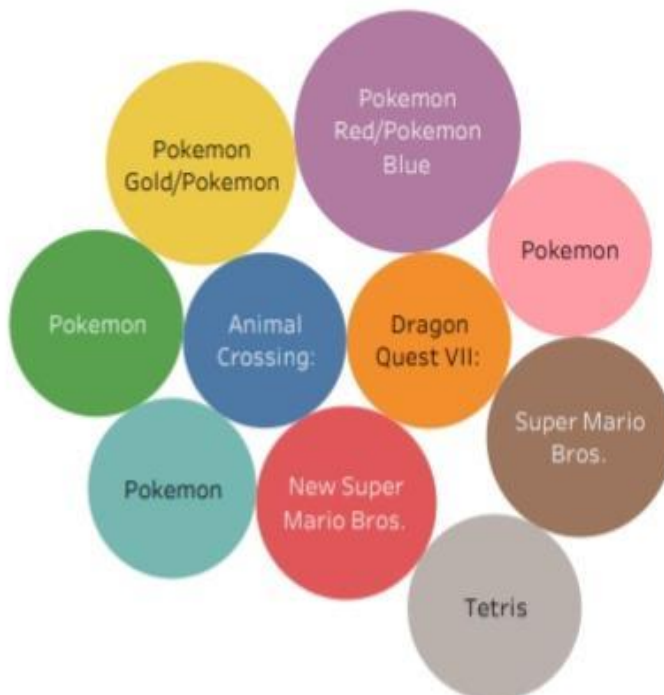 Pokemon
Red/Pokemon
Blue
Pokemon
Gold/Pokemon
Pokemon
Pokemon
Animal
Crossing:
Dragon
Quest VII:
Super Mario
Bros.
Pokemon
New Super
Mario Bros.
Tetris